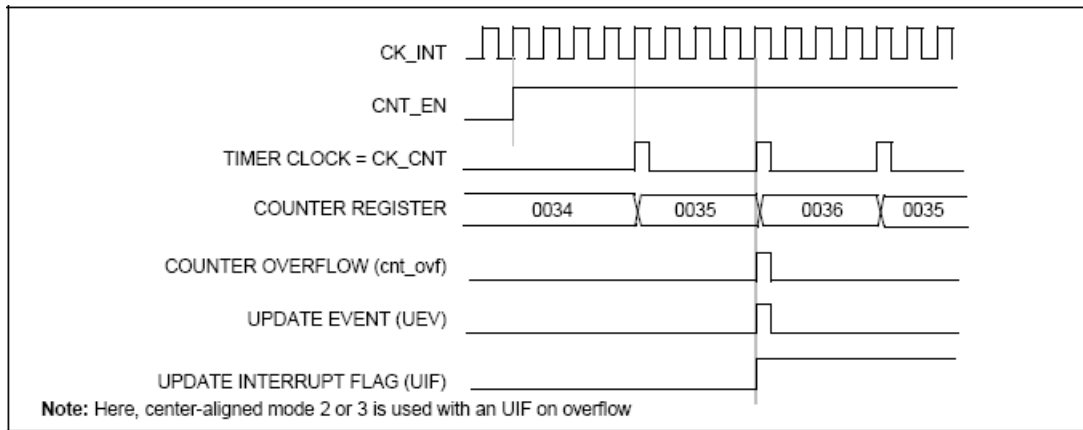 CK_INT
CNT_EN
TIMER CLOCK = CK_CNT
COUNTER REGISTER 0034 0035 0036 0035
COUNTER OVERFLOW (cnt_ovf)
UPDATE EVENT (UEV)
UPDATE INTERRUPT FLAG (UIF)
Note: Here, center-aligned mode 2 or 3 is used with an UIF on overflow